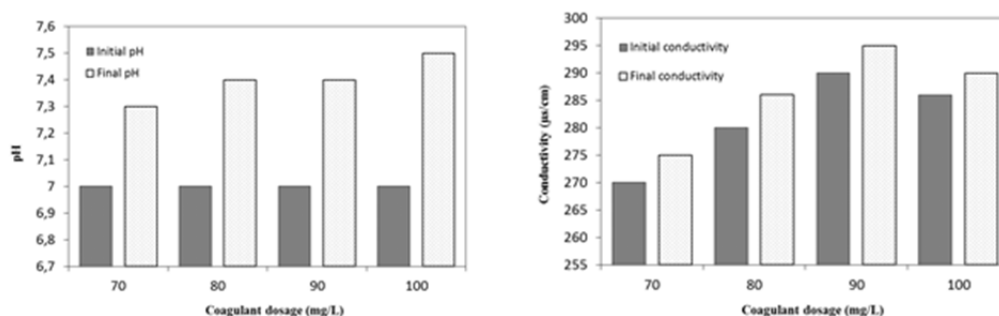 7,6
7,5
7,4
7,3
7,2
7,1
7
6,9
6,8
6,7
pH
Initial pH
Final pH
70 80 90 100
Coagulant dosage (mg/L)
300
295
290
285
280
275
270
265
260
255
Conductivity (µs/cm)
Initial conductivity
Final conductivity
70 80 90 100
Coagulant dosage (mg/L)